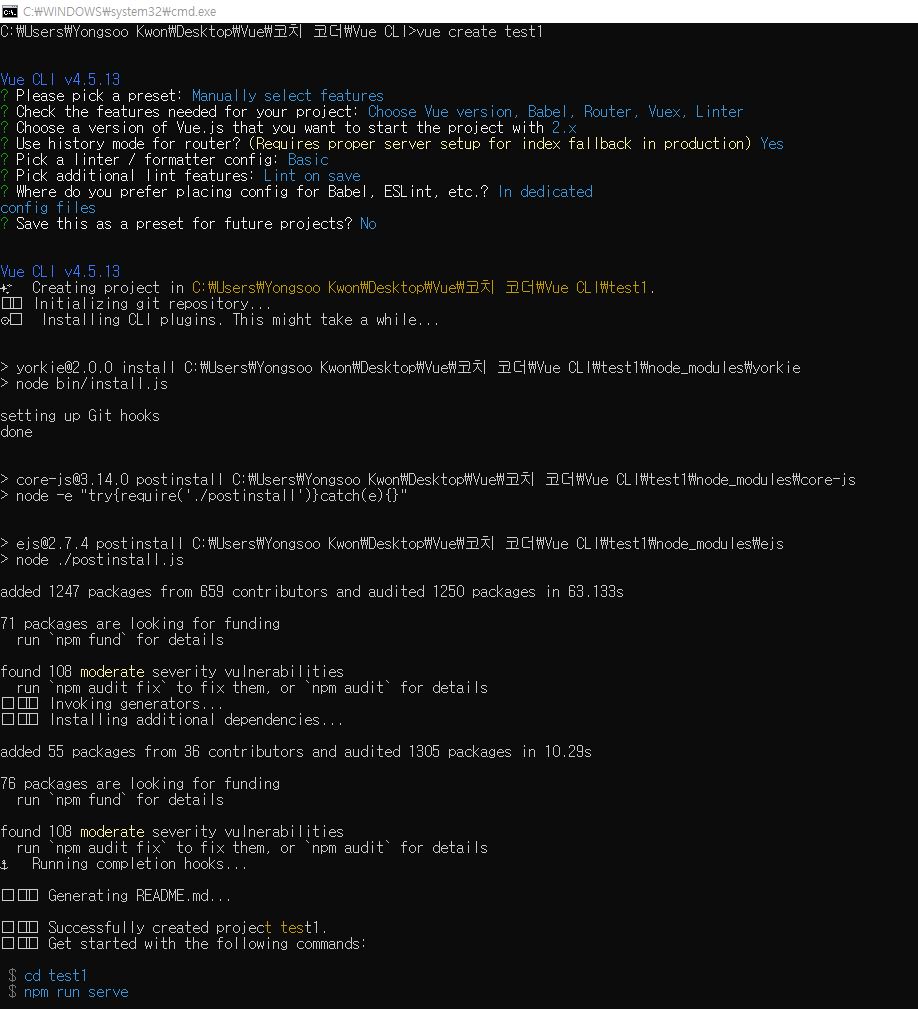 C:\WINDOWS\system32\cmd.exe
C:\Users\Yongsoo Kwon\Desktop\Vue\코치 코더\Vue CLI>vue create test1
Vue CLI v4.5.13
? Please pick a preset: Manually select features
? Check the features needed for your project: Choose Vue version, Babel, Router, Vuex, Linter
? Choose a version of Vue.js that you want to start the project with 2.x
? Use history mode for router? (Requires proper server setup for index fallback in production) Yes
? Pick a linter / formatter config: Basic
? Pick additional lint features: Lint on save
? Where do you prefer placing config for Babel, ESLint, etc.? In dedicated
config files
? Save this as a preset for future projects? No
Vue CLI v4.5.13
Creating project in C:\Users\Yongsoo Kwon\Desktop\Vue\코치 코더\Vue CLI\test1.
Initializing git repository...
Installing CLI plugins. This might take a while...
> yorkie@2.0.0 install C:\Users\Yongsoo Kwon\Desktop\Vue\코치 코더\Vue CLI\test1\node_modules\yorkie
> node bin/install.js
setting up Git hooks
done
> core-js@3.14.0 postinstall C:\Users\Yongsoo Kwon\Desktop\Vue\코치 코더\Vue CLI\test1\node_modules\core-js
> node -e "try{require('./postinstall')}catch(e){}"
> ejs@2.7.4 postinstall C:\Users\Yongsoo Kwon\Desktop\Vue\코치 코더\Vue CLI\test1\node_modules\ejs
> node ./postinstall.js
added 1247 packages from 659 contributors and audited 1250 packages in 63.133s
71 packages are looking for funding
run `npm fund` for details
found 108 moderate severity vulnerabilities
run `npm audit fix` to fix them, or `npm audit` for details
Invoking generators...
Installing additional dependencies...
added 55 packages from 36 contributors and audited 1305 packages in 10.29s
76 packages are looking for funding
run `npm fund` for details
found 108 moderate severity vulnerabilities
run `npm audit fix` to fix them, or `npm audit` for details
Running completion hooks...
Generating README.md...
Successfully created project test1.
Get started with the following commands:
$ cd test1
$ npm run serve